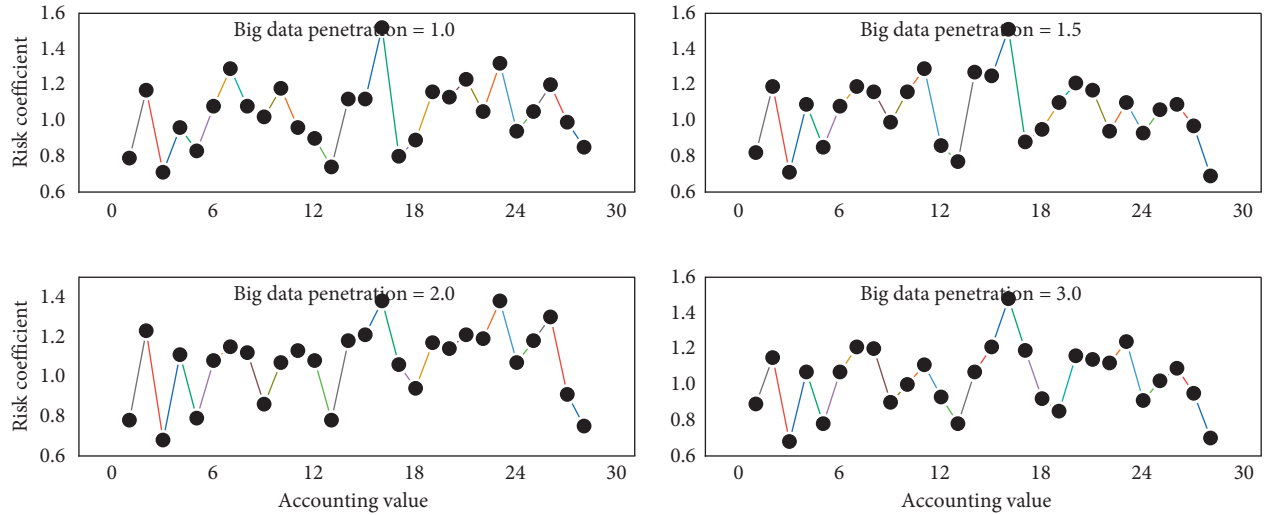 Big data penetration = 1.0
Risk coefficient
1.6
1.4
1.2
1.0
0.8
0.6
0 6 12 18 24 30
Big data penetration = 1.5
1.6
1.4
1.2
1.0
0.8
0.6
0 6 12 18 24 30
Big data penetration = 2.0
Risk coefficient
1.4
1.2
1.0
0.8
0.6
0 6 12 18 24 30
Accounting value
Big data penetration = 3.0
1.6
1.4
1.2
1.0
0.8
0.6
0 6 12 18 24 30
Accounting value